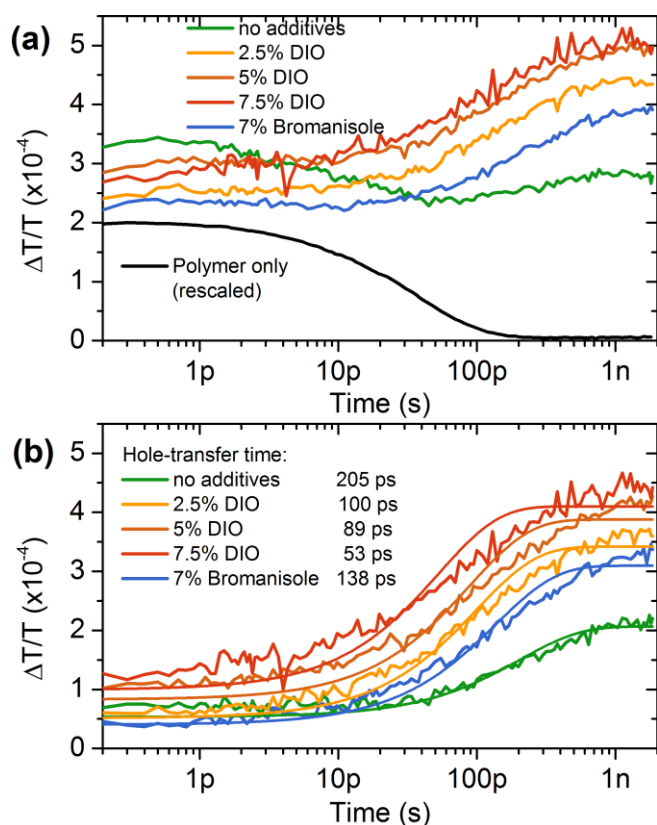 (a)
no additives
2.5% DIO
5% DIO
7.5% DIO
7% Bromanisole
Polymer only
(rescaled)
ΔT/T (x10⁻⁴)
5
4
3
2
1
0
1p 10p 100p 1n
Time (s)
(b)
Hole-transfer time:
no additives 205 ps
2.5% DIO 100 ps
5% DIO 89 ps
7.5% DIO 53 ps
7% Bromanisole 138 ps
ΔT/T (x10⁻⁴)
5
4
3
2
1
0
1p 10p 100p 1n
Time (s)